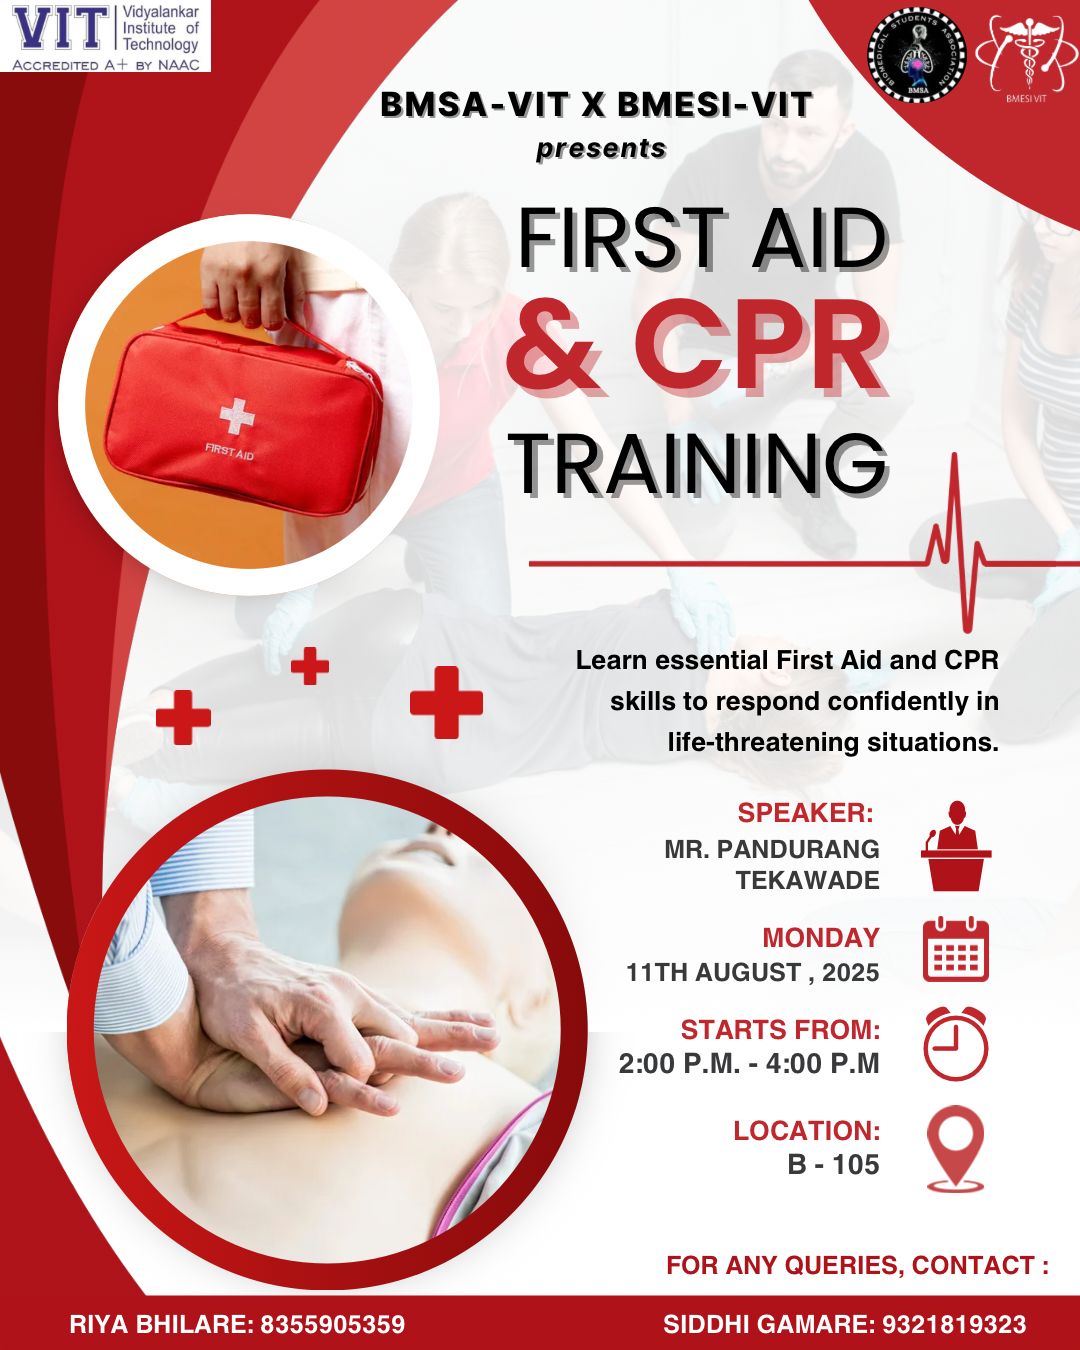 VIT
Vidyalankar
Institute of
Technology
ACCREDITED A+ BY NAAC
BIOMEDICAL STUDENTS ASSOCIATION
BMSA
BMESI VIT
BMSA-VIT X BMESI-VIT
presents
FIRST AID
& CPR
TRAINING
FIRST AID
Learn essential First Aid and CPR
skills to respond confidently in
life-threatening situations.
SPEAKER:
MR. PANDURANG
TEKAWADE
MONDAY
11TH AUGUST , 2025
STARTS FROM:
2:00 P.M. - 4:00 P.M
LOCATION:
B - 105
FOR ANY QUERIES, CONTACT :
RIYA BHILARE: 8355905359
SIDDHI GAMARE: 9321819323